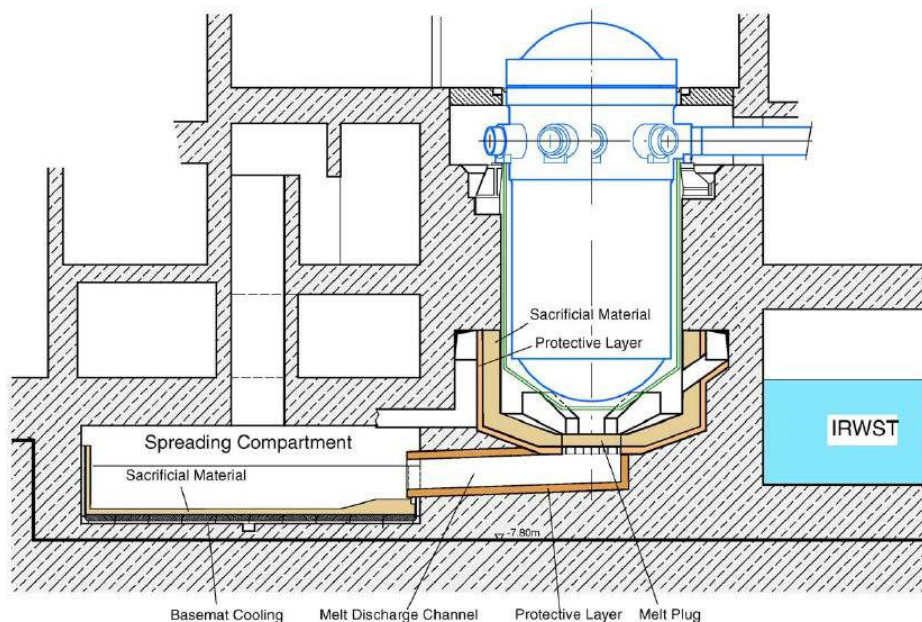 Sacrificial Material
Protective Layer
Spreading Compartment
IRWST
Sacrificial Material
-7.80m
Basemat Cooling
Melt Discharge Channel
Protective Layer
Melt Plug